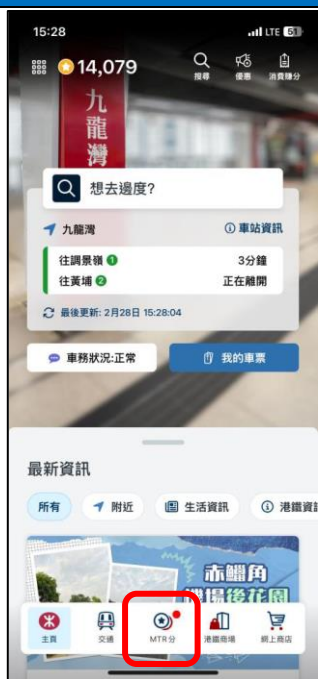 15:28 LTE 51
14,079
搜尋 優惠 消費賺分
九龍灣
想去邊度?
九龍灣 車站資訊
往調景嶺 1 3分鐘
往黃埔 2 正在離開
最後更新: 2月28日 15:28:04
車務狀況:正常 我的車票
最新資訊
所有 附近 生活資訊 港鐵資
赤鱲角
機場後花園
主頁 交通 MTR分 港鐵商場 網上商店